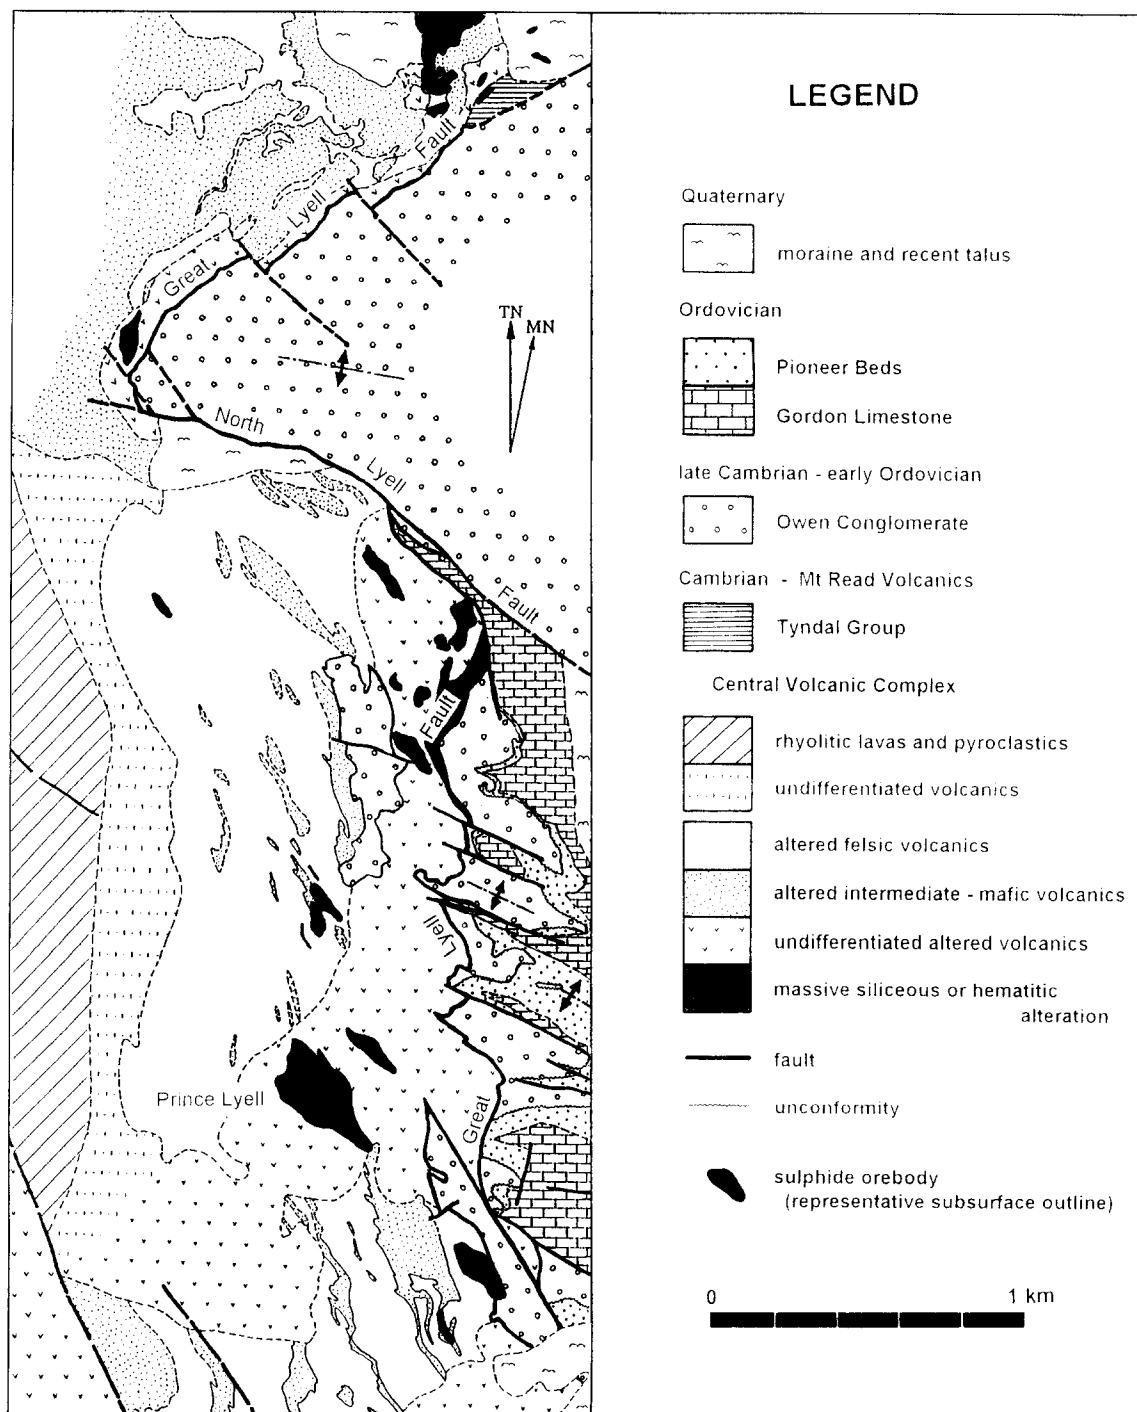 LEGEND
Quaternary
moraine and recent talus
Ordovician
Pioneer Beds
Gordon Limestone
late Cambrian - early Ordovician
Owen Conglomerate
Cambrian - Mt Read Volcanics
Tyndal Group
Central Volcanic Complex
rhyolitic lavas and pyroclastics
undifferentiated volcanics
altered felsic volcanics
altered intermediate - mafic volcanics
undifferentiated altered volcanics
massive siliceous or hematitic
alteration
fault
unconformity
sulphide orebody
(representative subsurface outline)
0 1 km
Great Lyell Fault
TN
MN
North Lyell Fault
Fault
Lyell
Great
Prince Lyell